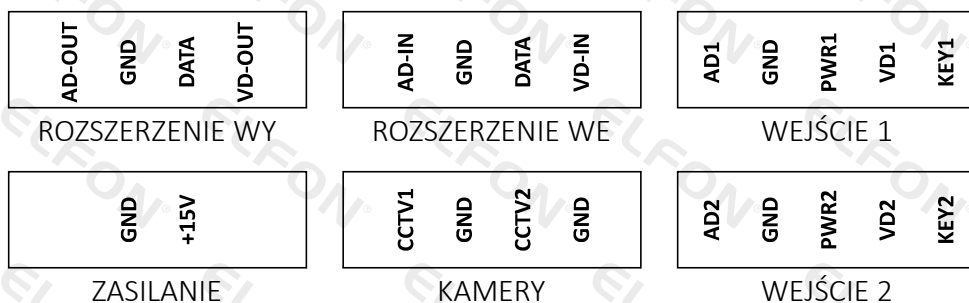 AD-OUT GND DATA VD-OUT
ROZSZERZENIE WY
AD-IN GND DATA VD-IN
ROZSZERZENIE WE
AD1 GND PWR1 VD1 KEY1
WEJŚCIE 1
GND +15V
ZASILANIE
CCTV1 GND CCTV2 GND
KAMERY
AD2 GND PWR2 VD2 KEY2
WEJŚCIE 2
ELFON